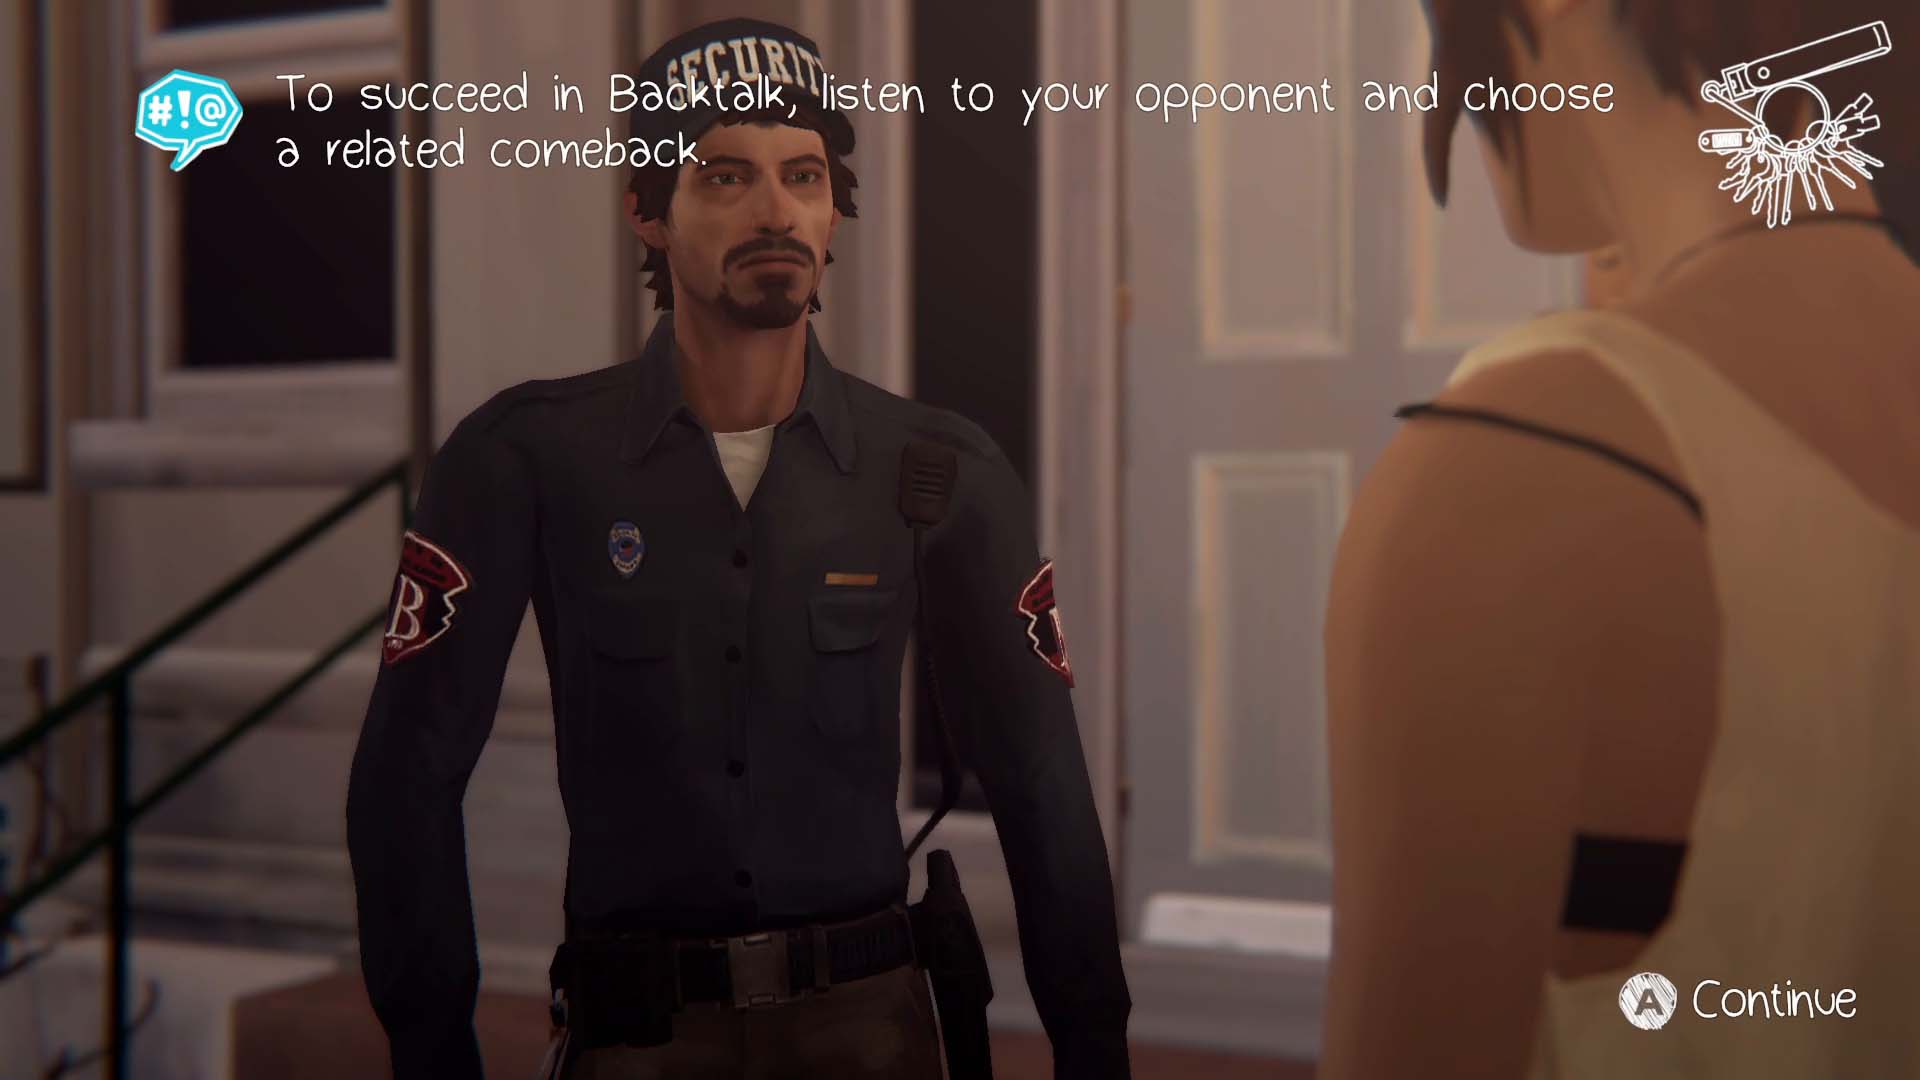 SECURITY
#!@
To succeed in Backtalk, listen to your opponent and choose
a related comeback.
B
A Continue